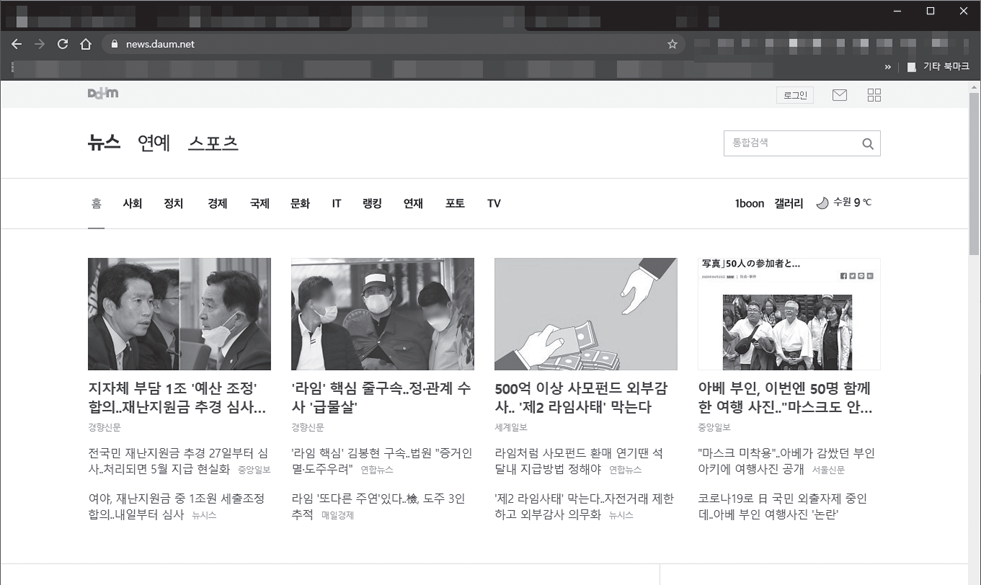 news.daum.net
» 기타 북마크
Daum
로그인
뉴스 연예 스포츠
통합검색
홈 사회 정치 경제 국제 문화 IT 랭킹 연재 포토 TV
1boon 갤러리 수원 9 ℃
写真」50人の参加者と...
지자체 부담 1조 '예산 조정'
합의..재난지원금 추경 심사...
경향신문
전국민 재난지원금 추경 27일부터 심
사..처리되면 5월 지급 현실화 중앙일보
여야, 재난지원금 중 1조원 세출조정
합의..내일부터 심사 뉴시스
'라임' 핵심 줄구속..정·관계 수
사 '급물살'
경향신문
'라임 핵심' 김봉현 구속..법원 "증거인
멸·도주우려" 연합뉴스
라임 '또다른 주연'있다..檢, 도주 3인
추적 매일경제
500억 이상 사모펀드 외부감
사.. '제2 라임사태' 막는다
세계일보
라임처럼 사모펀드 환매 연기땐 석
달내 지급방법 정해야 연합뉴스
'제2 라임사태' 막는다..자전거래 제한
하고 외부감사 의무화 뉴시스
아베 부인, 이번엔 50명 함께
한 여행 사진.."마스크도 안...
중앙일보
"마스크 미착용"..아베가 감쌌던 부인
아키에 여행사진 공개 서울신문
코로나19로 日 국민 외출자제 중인
데..아베 부인 여행사진 '논란'